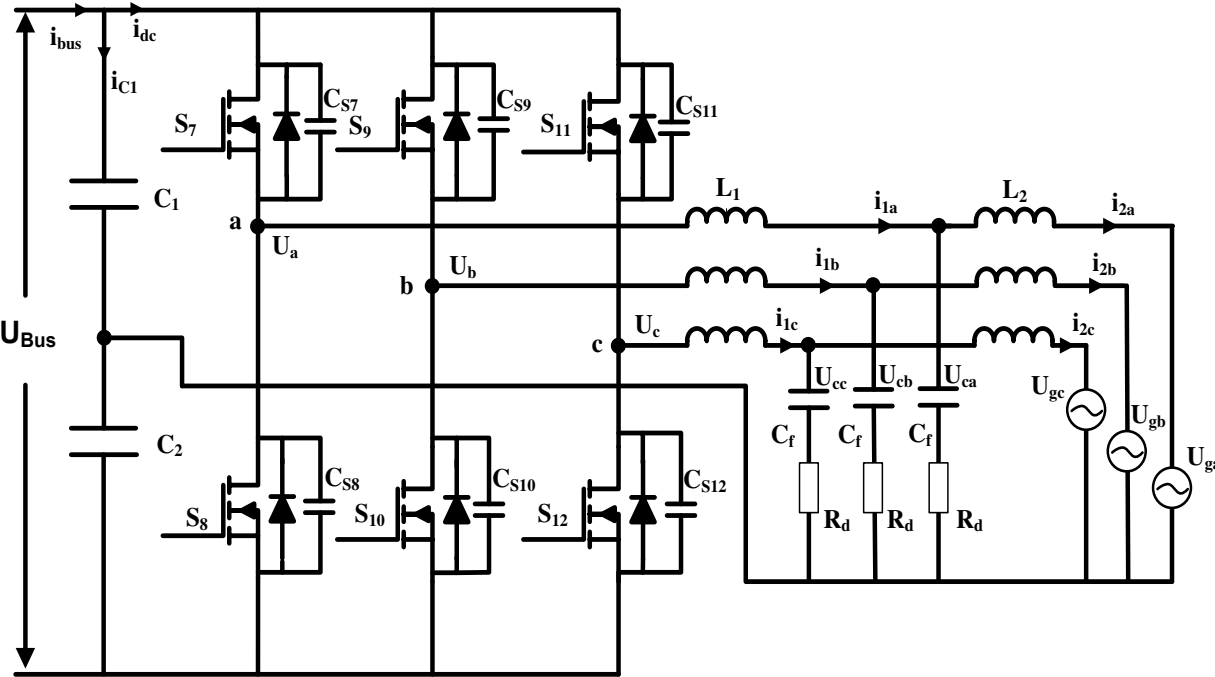 i_bus
i_dc
i_C1
S_7
C_S7
S_9
C_S9
S_11
C_S11
C_1
L_1
i_1a
L_2
i_2a
a
U_a
U_b
b
i_1b
i_2b
U_Bus
U_c
c
i_1c
i_2c
U_cc
U_cb
U_ca
U_gc
U_gb
U_ga
C_2
C_f
C_f
C_f
S_8
C_S8
S_10
C_S10
S_12
C_S12
R_d
R_d
R_d